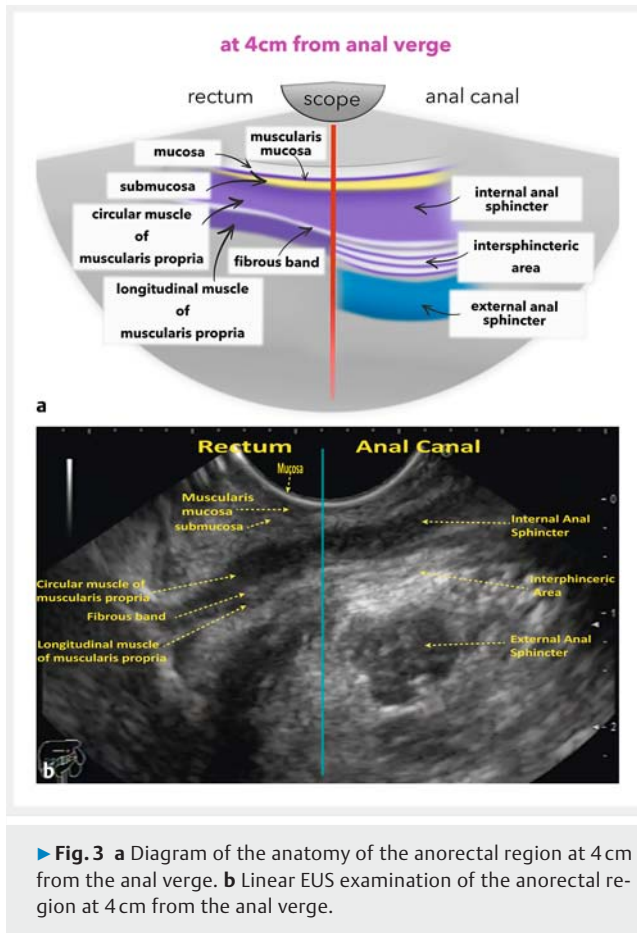 at 4cm from anal verge
rectum
scope
anal canal
mucosa
muscularis
mucosa
submucosa
circular muscle
of
muscularis propria
fibrous band
longitudinal muscle
of
muscularis propria
internal anal
sphincter
intersphincteric
area
external anal
sphincter
a
Rectum
Anal Canal
Mucosa
Muscularis
mucosa
submucosa
Circular muscle of
muscularis propria
Fibrous band
Longitudinal muscle
of muscularis propria
Internal Anal
Sphincter
Interphinceric
Area
External Anal
Sphincter
0
1
2
b
►Fig. 3 a Diagram of the anatomy of the anorectal region at 4 cm
from the anal verge. b Linear EUS examination of the anorectal re-
gion at 4 cm from the anal verge.